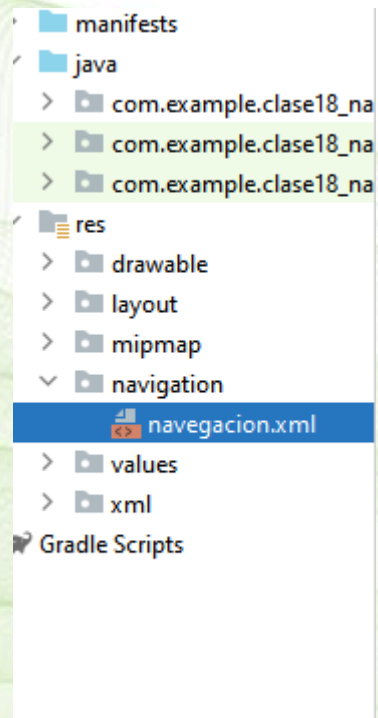 manifests
java
com.example.clase18_na
com.example.clase18_na
com.example.clase18_na
res
drawable
layout
mipmap
navigation
navegacion.xml
values
xml
Gradle Scripts